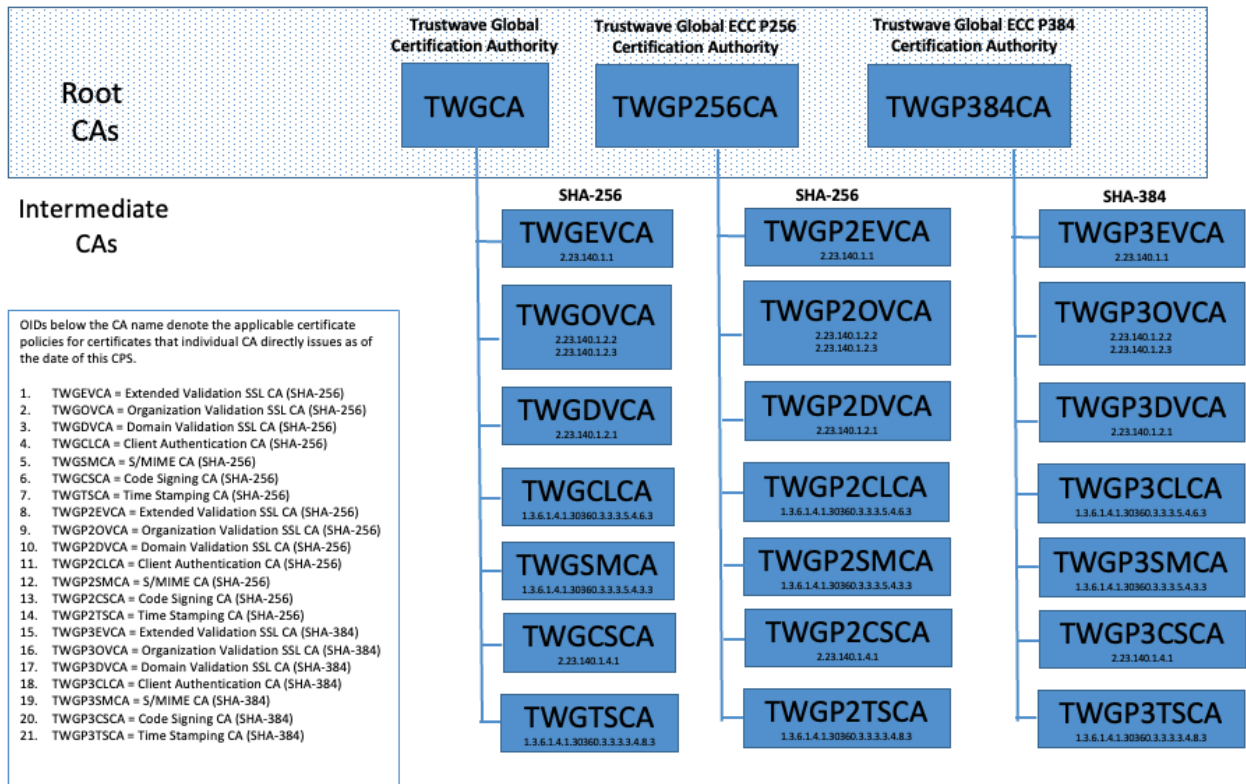 Trustwave Global
Certification Authority
Trustwave Global ECC P256
Certification Authority
Trustwave Global ECC P384
Certification Authority
Root
CAs
TWGCA
TWGP256CA
TWGP384CA
Intermediate
CAs
SHA-256
SHA-256
SHA-384
TWGEVCA
2.23.140.1.1
TWGP2EVCA
2.23.140.1.1
TWGP3EVCA
2.23.140.1.1
TWGOVCA
2.23.140.1.2.2
2.23.140.1.2.3
TWGP2OVCA
2.23.140.1.2.2
2.23.140.1.2.3
TWGP3OVCA
2.23.140.1.2.2
2.23.140.1.2.3
TWGDVCA
2.23.140.1.2.1
TWGP2DVCA
2.23.140.1.2.1
TWGP3DVCA
2.23.140.1.2.1
TWGCLCA
1.3.6.1.4.1.30360.3.3.3.5.4.6.3
TWGP2CLCA
1.3.6.1.4.1.30360.3.3.3.5.4.6.3
TWGP3CLCA
1.3.6.1.4.1.30360.3.3.3.5.4.6.3
TWGSMCA
1.3.6.1.4.1.30360.3.3.3.5.4.3.3
TWGP2SMCA
1.3.6.1.4.1.30360.3.3.3.5.4.3.3
TWGP3SMCA
1.3.6.1.4.1.30360.3.3.3.5.4.3.3
TWGCSCA
2.23.140.1.4.1
TWGP2CSCA
2.23.140.1.4.1
TWGP3CSCA
2.23.140.1.4.1
TWGTSCA
1.3.6.1.4.1.30360.3.3.3.3.4.8.3
TWGP2TSCA
1.3.6.1.4.1.30360.3.3.3.3.4.8.3
TWGP3TSCA
1.3.6.1.4.1.30360.3.3.3.3.4.8.3
OIDs below the CA name denote the applicable certificate
policies for certificates that individual CA directly issues as of
the date of this CPS.
1. TWGEVCA = Extended Validation SSL CA (SHA-256)
2. TWGOVCA = Organization Validation SSL CA (SHA-256)
3. TWGDVCA = Domain Validation SSL CA (SHA-256)
4. TWGCLCA = Client Authentication CA (SHA-256)
5. TWGSMCA = S/MIME CA (SHA-256)
6. TWGCSCA = Code Signing CA (SHA-256)
7. TWGTSCA = Time Stamping CA (SHA-256)
8. TWGP2EVCA = Extended Validation SSL CA (SHA-256)
9. TWGP2OVCA = Organization Validation SSL CA (SHA-256)
10. TWGP2DVCA = Domain Validation SSL CA (SHA-256)
11. TWGP2CLCA = Client Authentication CA (SHA-256)
12. TWGP2SMCA = S/MIME CA (SHA-256)
13. TWGP2CSCA = Code Signing CA (SHA-256)
14. TWGP2TSCA = Time Stamping CA (SHA-256)
15. TWGP3EVCA = Extended Validation SSL CA (SHA-384)
16. TWGP3OVCA = Organization Validation SSL CA (SHA-384)
17. TWGP3DVCA = Domain Validation SSL CA (SHA-384)
18. TWGP3CLCA = Client Authentication CA (SHA-384)
19. TWGP3SMCA = S/MIME CA (SHA-384)
20. TWGP3CSCA = Code Signing CA (SHA-384)
21. TWGP3TSCA = Time Stamping CA (SHA-384)